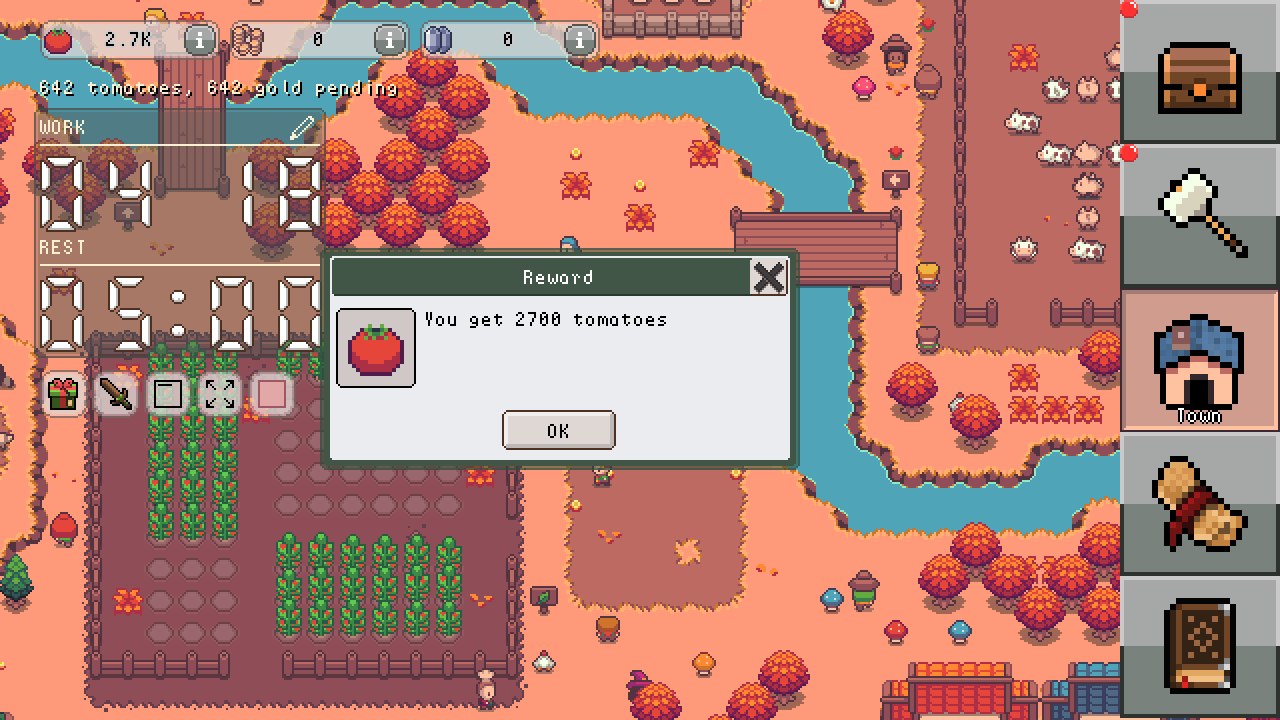 2.7K
0
0
642 tomatoes, 642 gold pending
WORK
04 18
REST
05:00
Reward
You get 2700 tomatoes
OK
Town